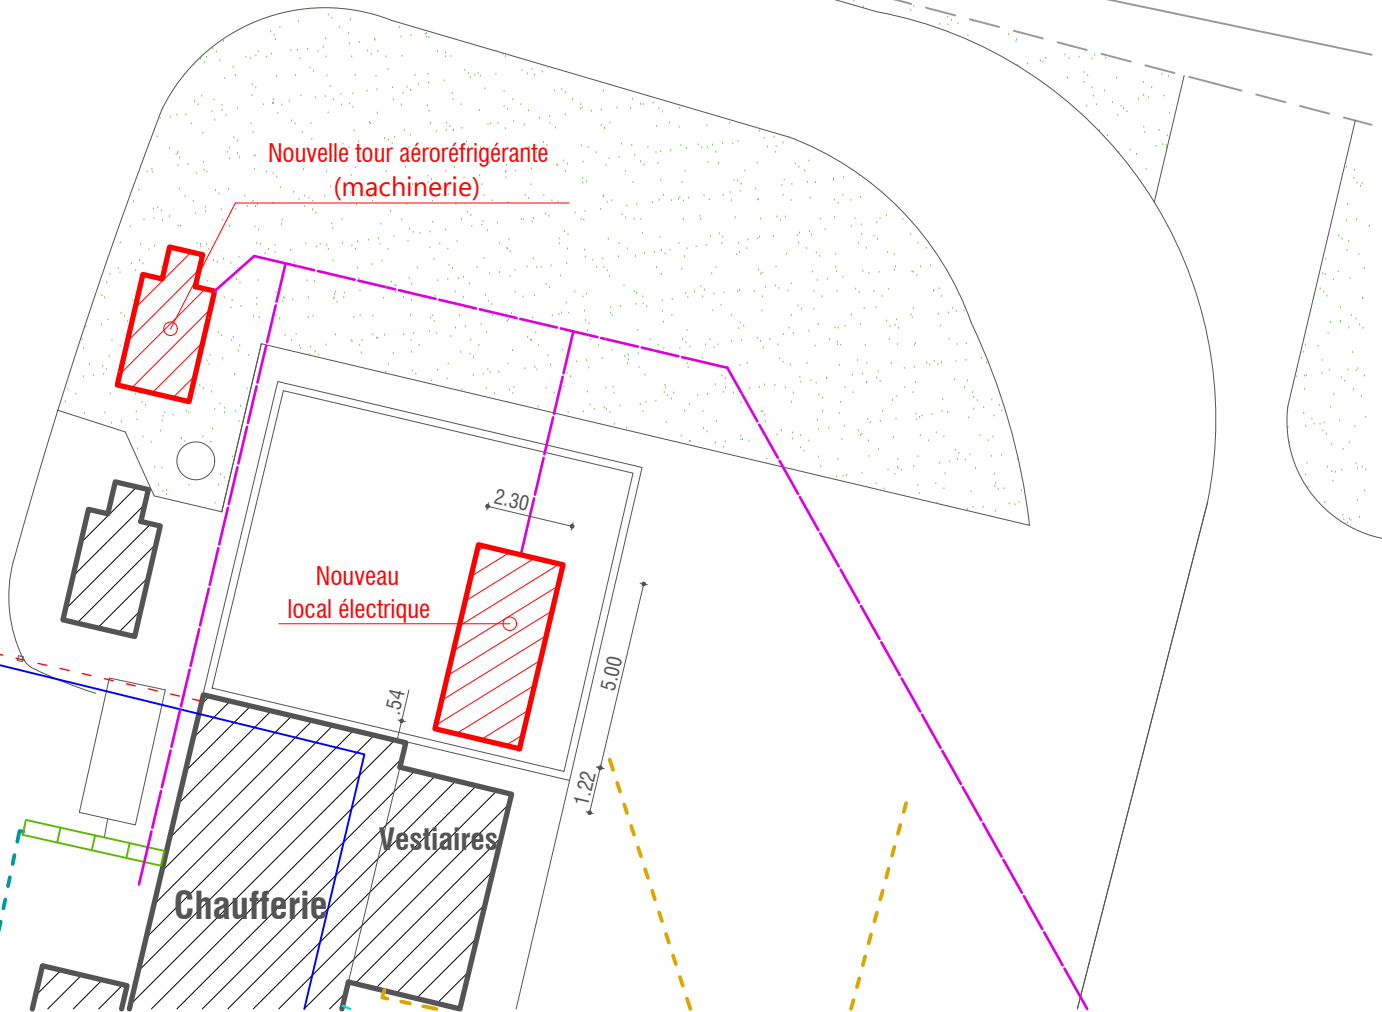 Nouvelle tour aéroréfrigérante
(machinerie)
2.30
Nouveau
local électrique
5.00
.54
1.22
Vestiaires
Chaufferie